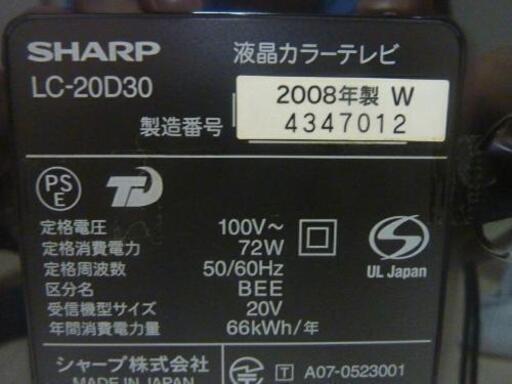 SHARP 液晶カラーテレビ
LC-20D30
2008年製 W
製造番号 4347012
PS
E
定格電圧 100V~
定格消費電力 72W
定格周波数 50/60Hz
区分名 BEE
受信機型サイズ 20V
年間消費電力量 66kWh/年
UL Japan
シャープ株式会社
MADE IN JAPAN
T A07-0523001